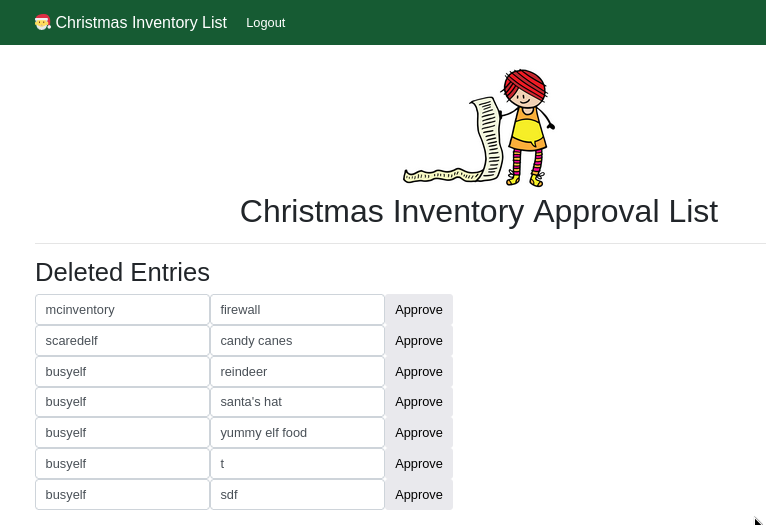 Christmas Inventory List Logout
Christmas Inventory Approval List
Deleted Entries
mcinventory firewall Approve
scaredelf candy canes Approve
busyelf reindeer Approve
busyelf santa's hat Approve
busyelf yummy elf food Approve
busyelf t Approve
busyelf sdf Approve